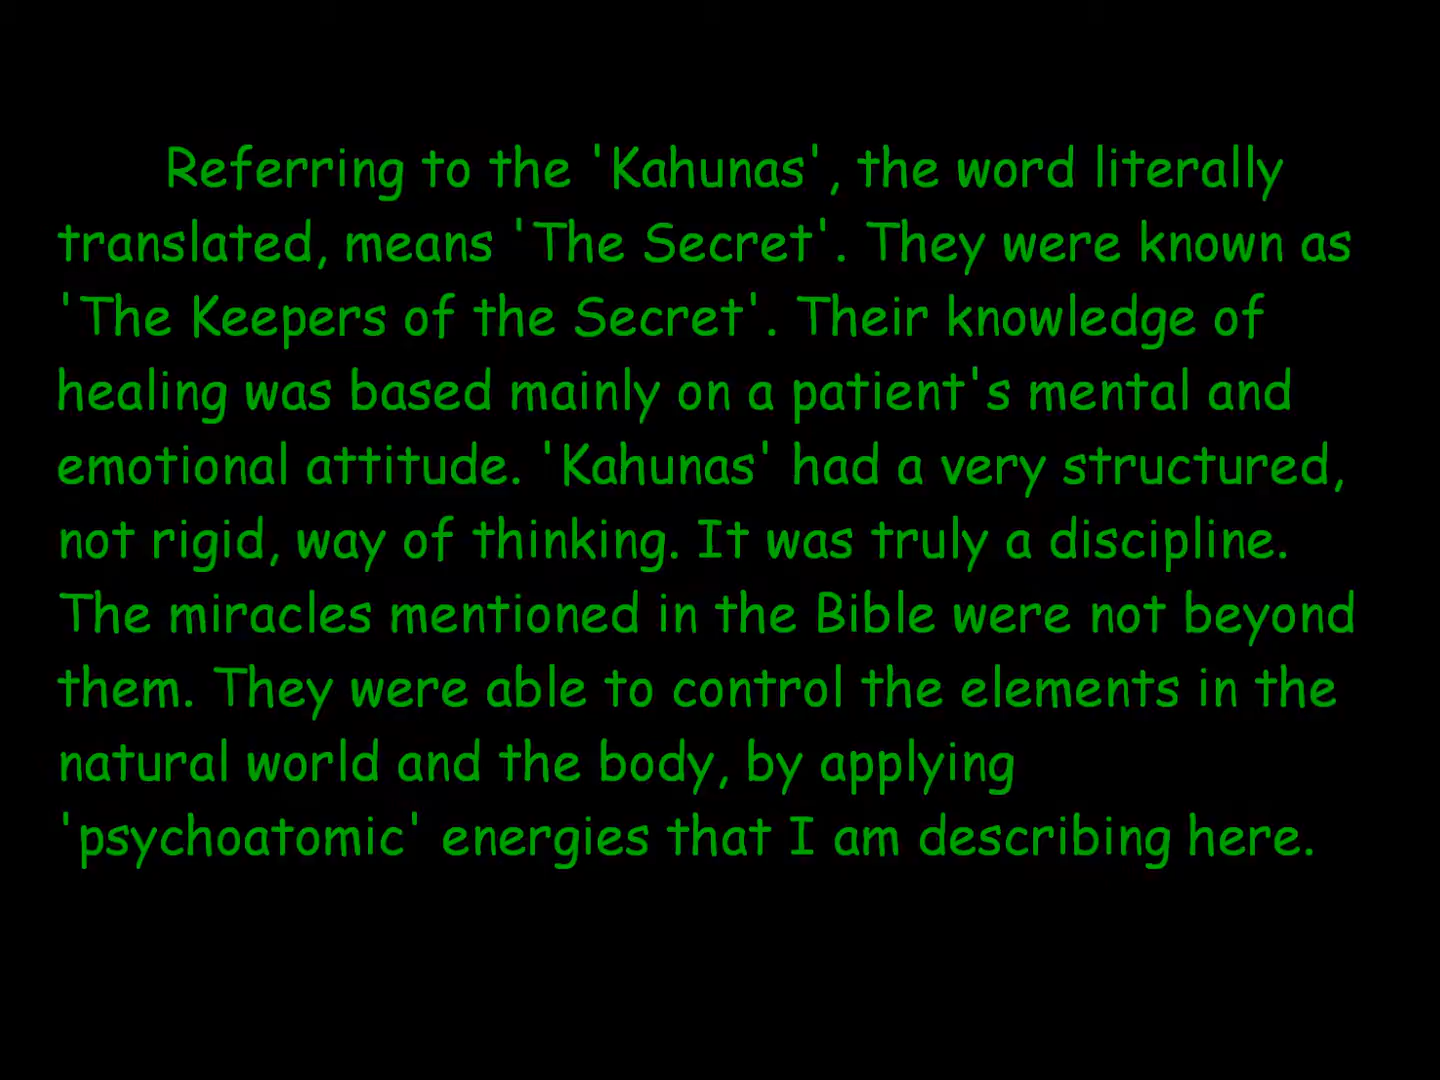 Referring to the 'Kahunas', the word literally
translated, means 'The Secret'. They were known as
'The Keepers of the Secret'. Their knowledge of
healing was based mainly on a patient's mental and
emotional attitude. 'Kahunas' had a very structured,
not rigid, way of thinking. It was truly a discipline.
The miracles mentioned in the Bible were not beyond
them. They were able to control the elements in the
natural world and the body, by applying
'psychoatomic' energies that I am describing here.